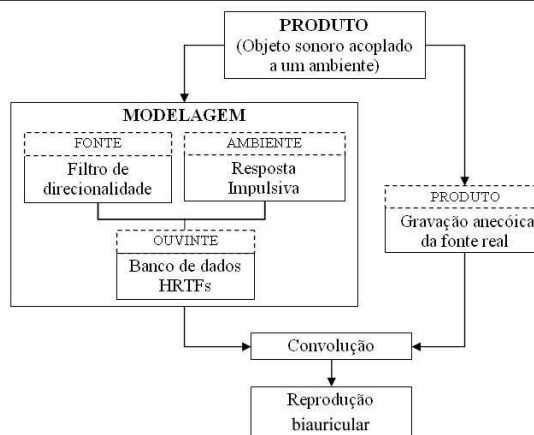 PRODUTO
(Objeto sonoro acoplado
a um ambiente)
MODELAGEM
FONTE
Filtro de
direcionalidade
AMBIENTE
Resposta
Impulsiva
OUVINTE
Banco de dados
HRTFs
PRODUTO
Gravação anecóica
da fonte real
Convolução
Reprodução
biauricular